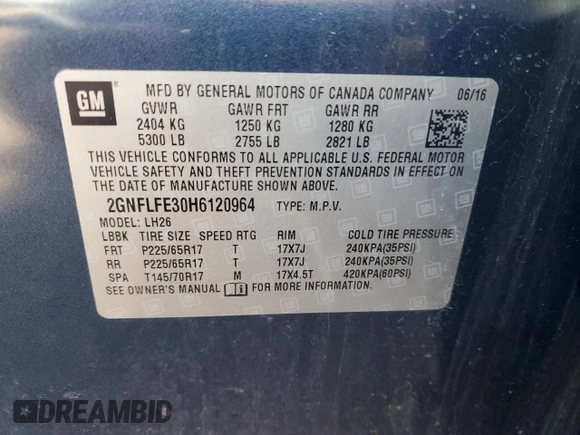 GM
MFD BY GENERAL MOTORS OF CANADA COMPANY 06/16
GVWR GAWR FRT GAWR RR
2404 KG 1250 KG 1280 KG
5300 LB 2755 LB 2821 LB
THIS VEHICLE CONFORMS TO ALL APPLICABLE U.S. FEDERAL MOTOR
VEHICLE SAFETY AND THEFT PREVENTION STANDARDS IN EFFECT ON
THE DATE OF MANUFACTURE SHOWN ABOVE.
2GNFLFE30H6120964 TYPE: M.P.V.
MODEL: LH26
LBBK TIRE SIZE SPEED RTG RIM COLD TIRE PRESSURE
FRT P225/65R17 T 17X7J 240KPA(35PSI)
RR P225/65R17 T 17X7J 240KPA(35PSI)
SPA T145/70R17 M 17X4.5T 420KPA(60PSI)
SEE OWNER'S MANUAL FOR MORE INFORMATION.
DREAMBID